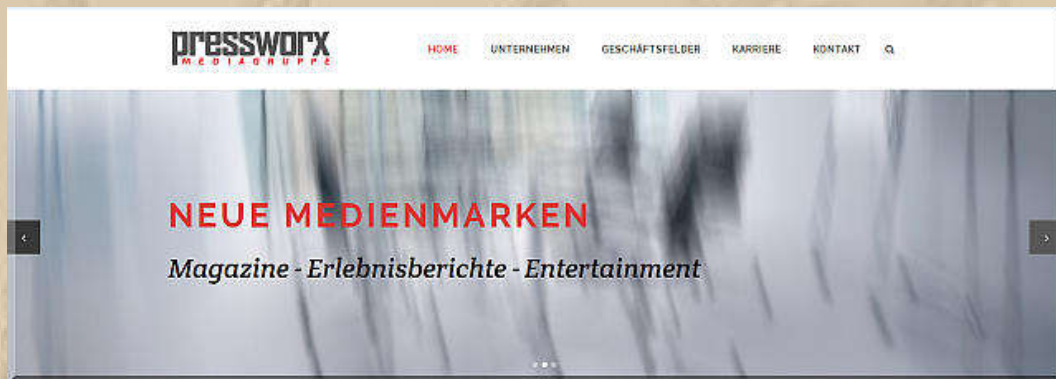 pressworx
MEDIAGRUPPE
HOME UNTERNEHMEN GESCHÄFTSFELDER KARRIERE KONTAKT
NEUE MEDIENMARKEN
Magazine - Erlebnisberichte - Entertainment